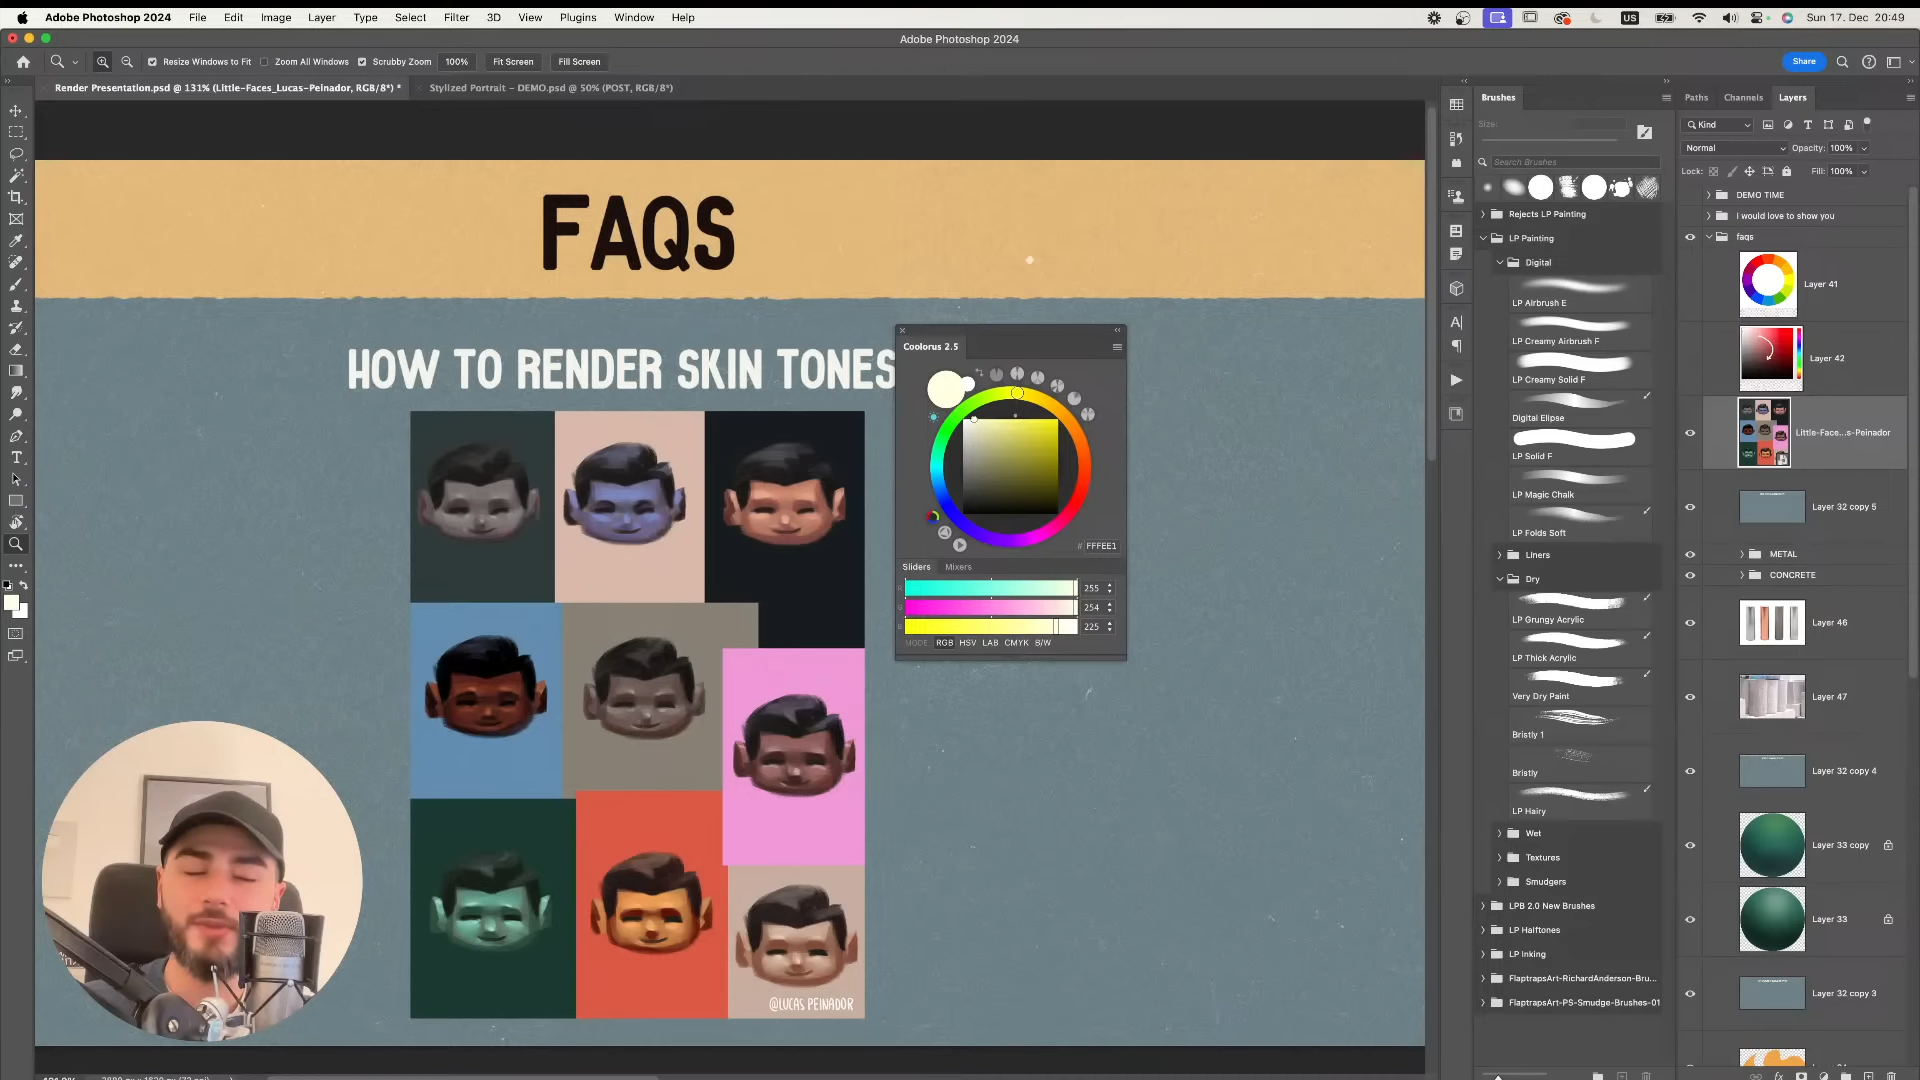 Adobe Photoshop 2024 File Edit Image Layer Type Select Filter 3D View Plugins Window Help US Sun 17. Dec 20:49
Adobe Photoshop 2024
Resize Windows to Fit Zoom All Windows Scrubby Zoom 100% Fit Screen Fill Screen Share
Render Presentation.psd @ 131% (Little-Faces_Lucas-Peinador, RGB/8*) * Stylized Portrait - DEMO.psd @ 50% (POST, RGB/8*)
FAQS
HOW TO RENDER SKIN TONES
@LUCAS PEINADOR
Coolorus 2.5
# FFFEE1
Sliders Mixers
R 255
G 254
B 225
MODE: RGB HSV LAB CMYK B/W
Brushes
Size:
Search Brushes
Rejects LP Painting
LP Painting
Digital
LP Airbrush E
LP Creamy Airbrush F
LP Creamy Solid F
Digital Elipse
LP Solid F
LP Magic Chalk
LP Folds Soft
Liners
Dry
LP Grungy Acrylic
LP Thick Acrylic
Very Dry Paint
Bristly 1
Bristly
LP Hairy
Wet
Textures
Smudgers
LPB 2.0 New Brushes
LP Halftones
LP Inking
FlaptrapsArt-RichardAnderson-Bru...
FlaptrapsArt-PS-Smudge-Brushes-01
Paths Channels Layers
Kind
Normal Opacity: 100%
Lock: Fill: 100%
DEMO TIME
i would love to show you
faqs
Layer 41
Layer 42
Little-Face...s-Peinador
Layer 32 copy 5
METAL
CONCRETE
Layer 46
Layer 47
Layer 32 copy 4
Layer 33 copy
Layer 33
Layer 32 copy 3